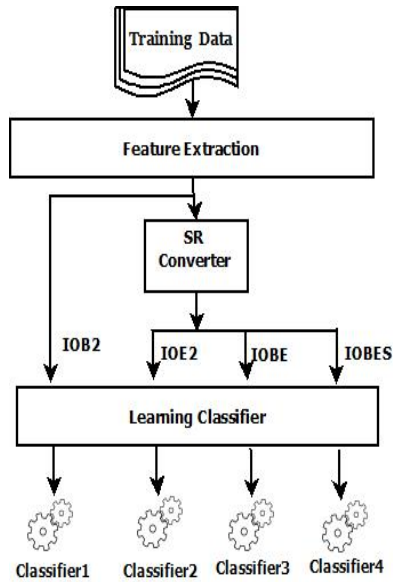 Training Data
Feature Extraction
SR
Converter
IOB2
IOE2
IOBE
IOBES
Learning Classifier
Classifier1
Classifier2
Classifier3
Classifier4